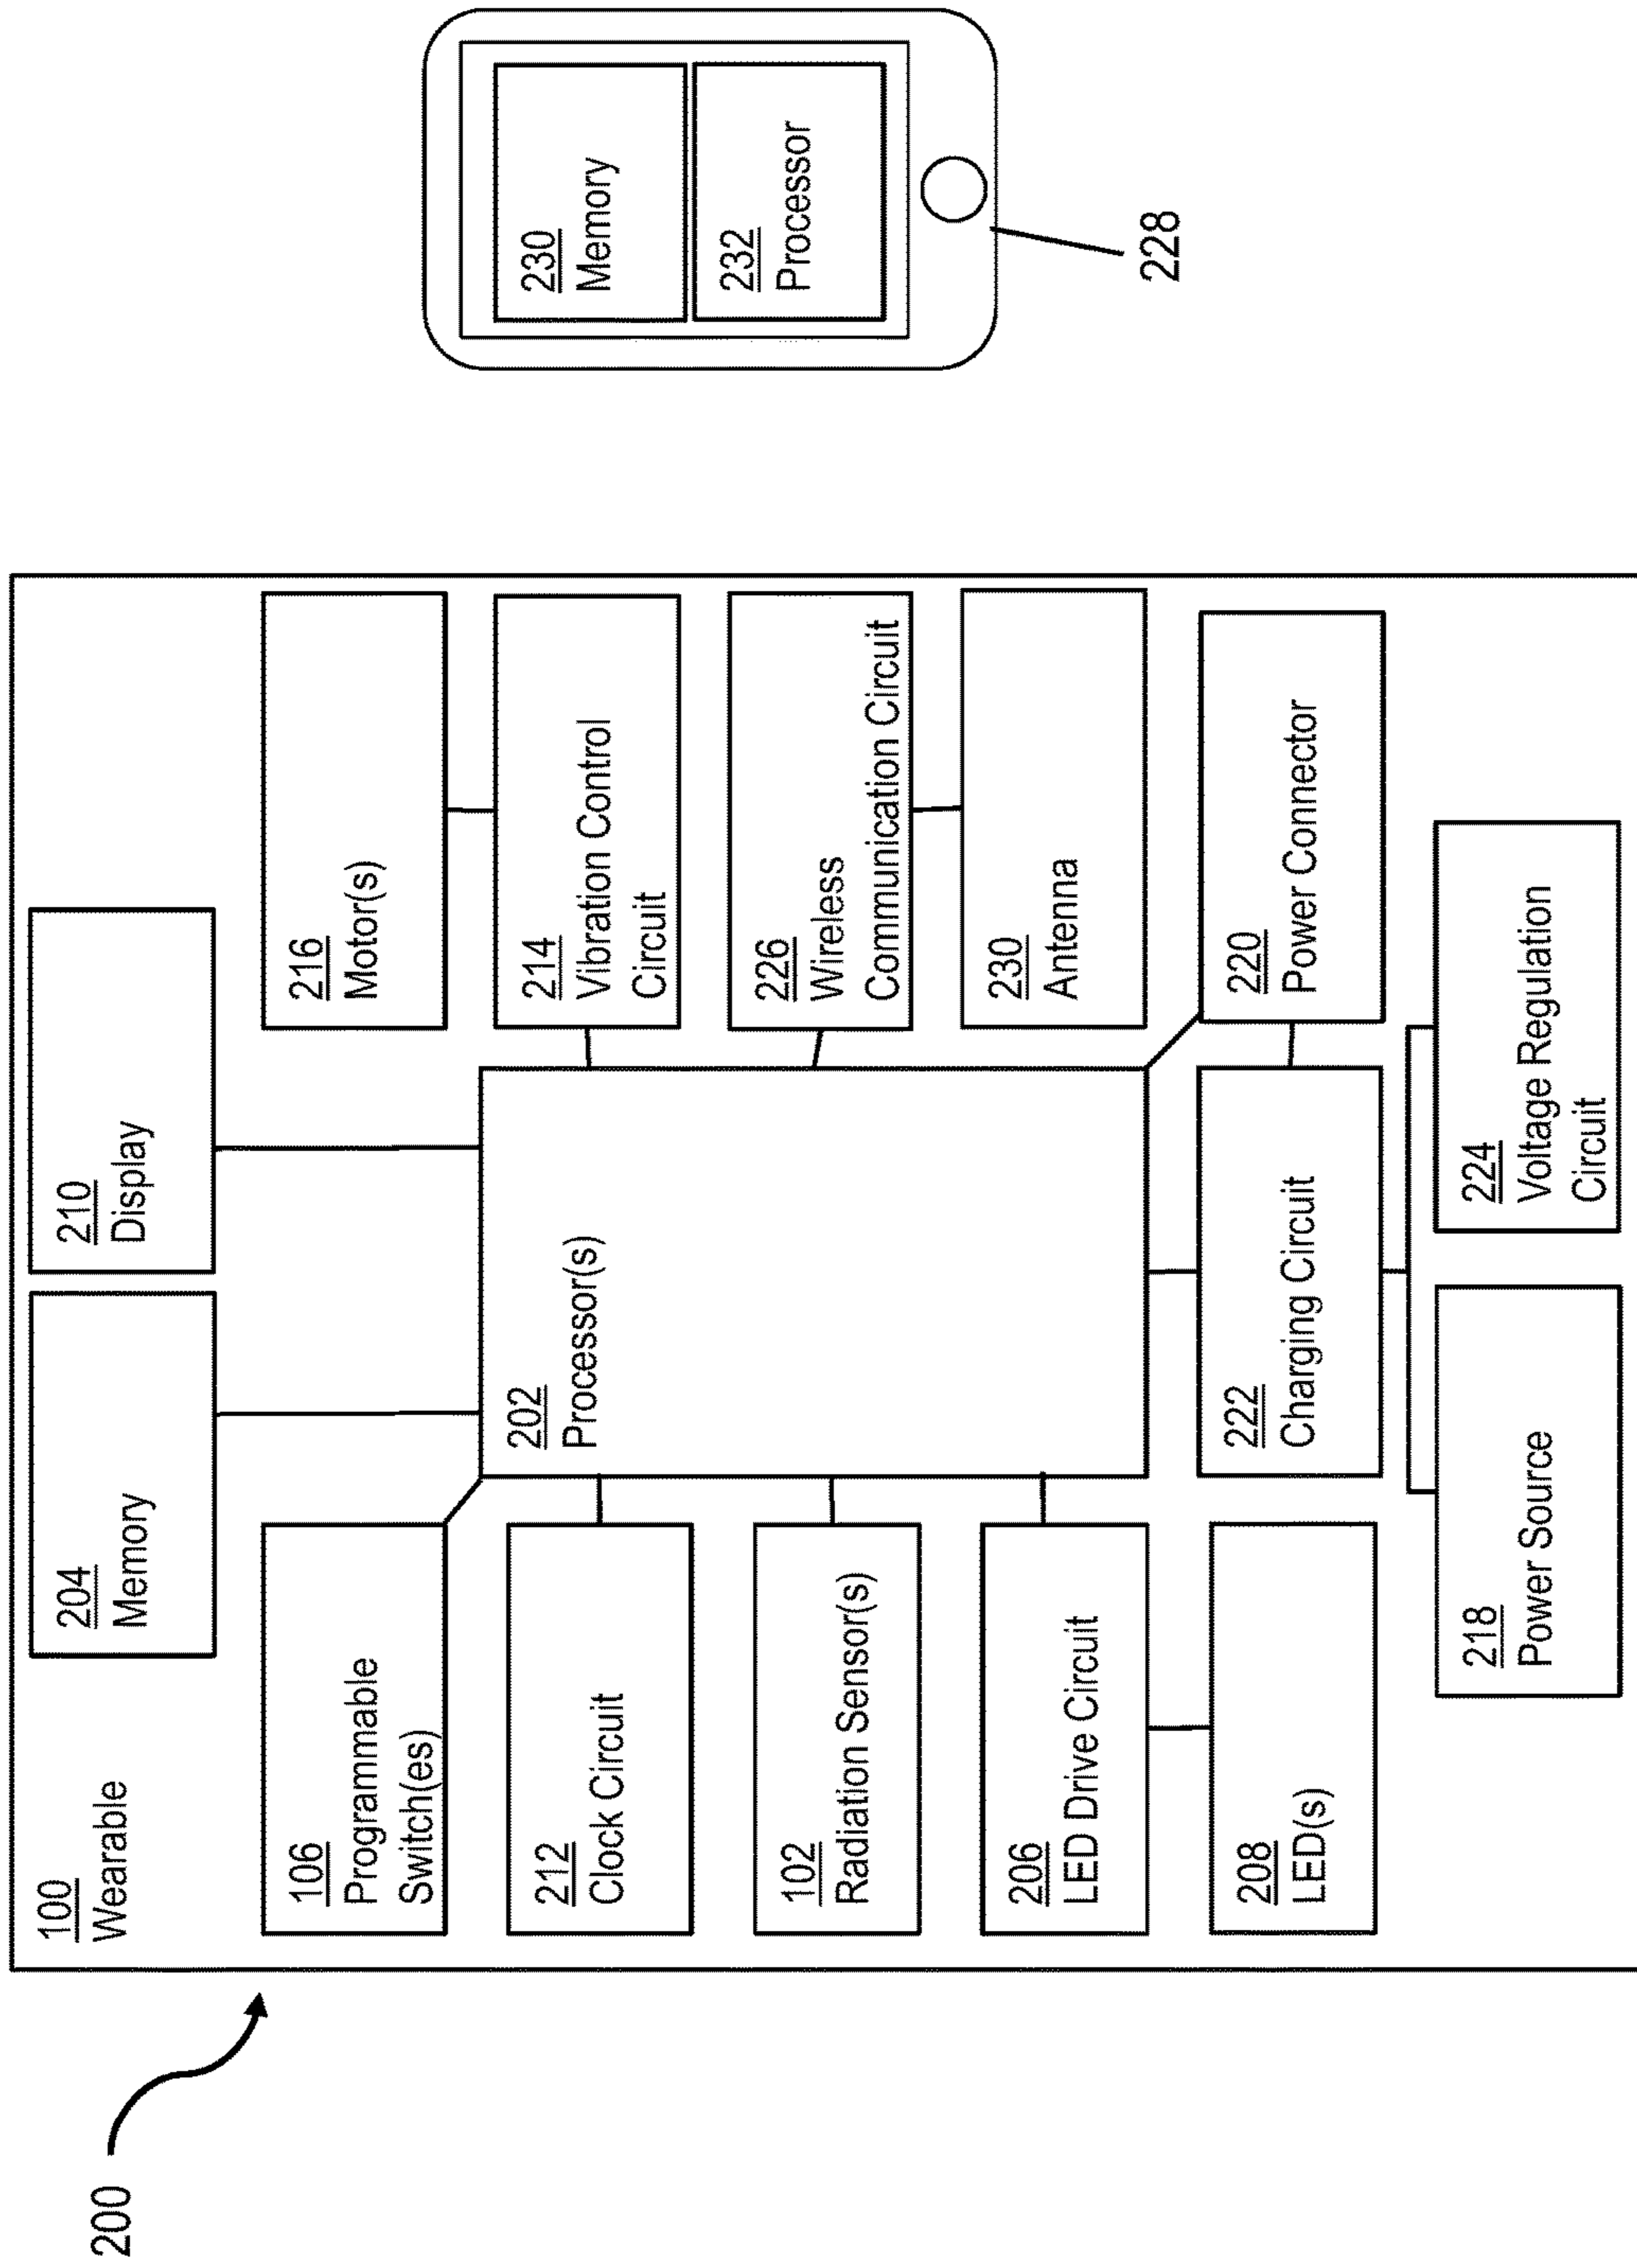 200
100
Wearable
204
Memory
210
Display
106
Programmable
Switch(es)
212
Clock Circuit
102
Radiation Sensor(s)
206
LED Drive Circuit
208
LED(s)
202
Processor(s)
216
Motor(s)
214
Vibration Control
Circuit
226
Wireless
Communication Circuit
230
Antenna
222
Charging Circuit
220
Power Connector
218
Power Source
224
Voltage Regulation
Circuit
230
Memory
232
Processor
228